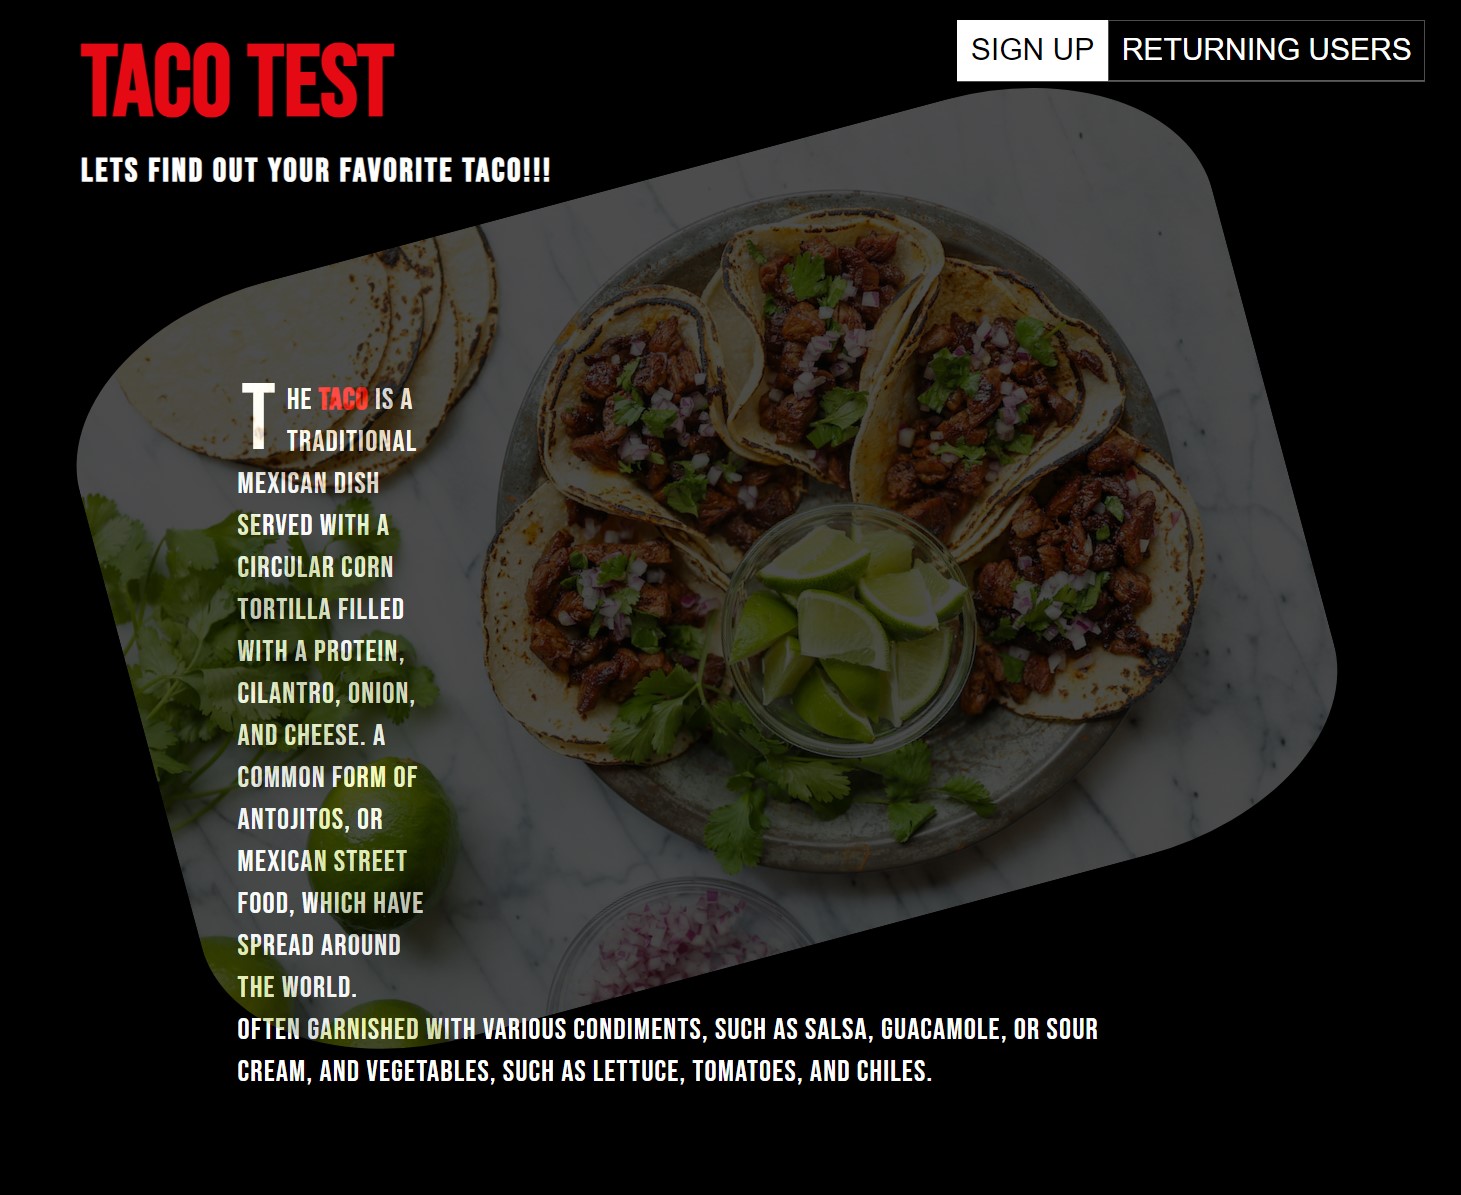 TACO TEST
SIGN UP RETURNING USERS
LETS FIND OUT YOUR FAVORITE TACO!!!
THE TACO IS A
TRADITIONAL
MEXICAN DISH
SERVED WITH A
CIRCULAR CORN
TORTILLA FILLED
WITH A PROTEIN,
CILANTRO, ONION,
AND CHEESE. A
COMMON FORM OF
ANTOJITOS, OR
MEXICAN STREET
FOOD, WHICH HAVE
SPREAD AROUND
THE WORLD.
OFTEN GARNISHED WITH VARIOUS CONDIMENTS, SUCH AS SALSA, GUACAMOLE, OR SOUR
CREAM, AND VEGETABLES, SUCH AS LETTUCE, TOMATOES, AND CHILES.